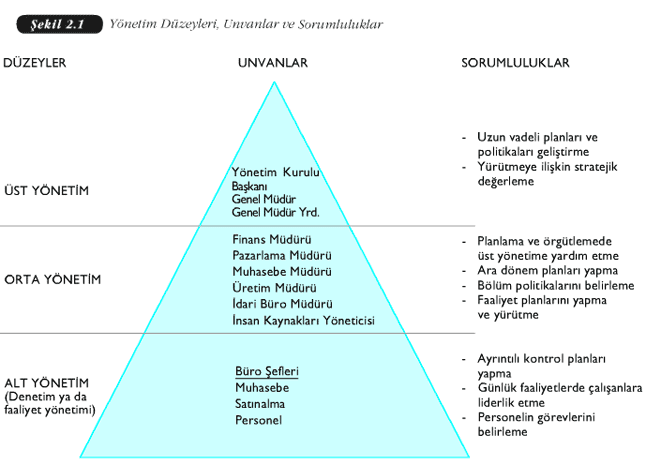 Şekil 2.1 Yönetim Düzeyleri, Unvanlar ve Sorumluluklar
DÜZEYLER UNVANLAR SORUMLULUKLAR
ÜST YÖNETİM
Yönetim Kurulu
Başkanı
Genel Müdür
Genel Müdür Yrd.
- Uzun vadeli planları ve
politikaları geliştirme
- Yürütmeye ilişkin stratejik
değerleme
ORTA YÖNETİM
Finans Müdürü
Pazarlama Müdürü
Muhasebe Müdürü
Üretim Müdürü
İdari Büro Müdürü
İnsan Kaynakları Yöneticisi
- Planlama ve örgütlemede
üst yönetime yardım etme
- Ara dönem planları yapma
- Bölüm politikalarını belirleme
- Faaliyet planlarını yapma
ve yürütme
ALT YÖNETİM
(Denetim ya da
faaliyet yönetimi)
Büro Şefleri
Muhasebe
Satınalma
Personel
- Ayrıntılı kontrol planları
yapma
- Günlük faaliyetlerde çalışanlara
liderlik etme
- Personelin görevlerini
belirleme